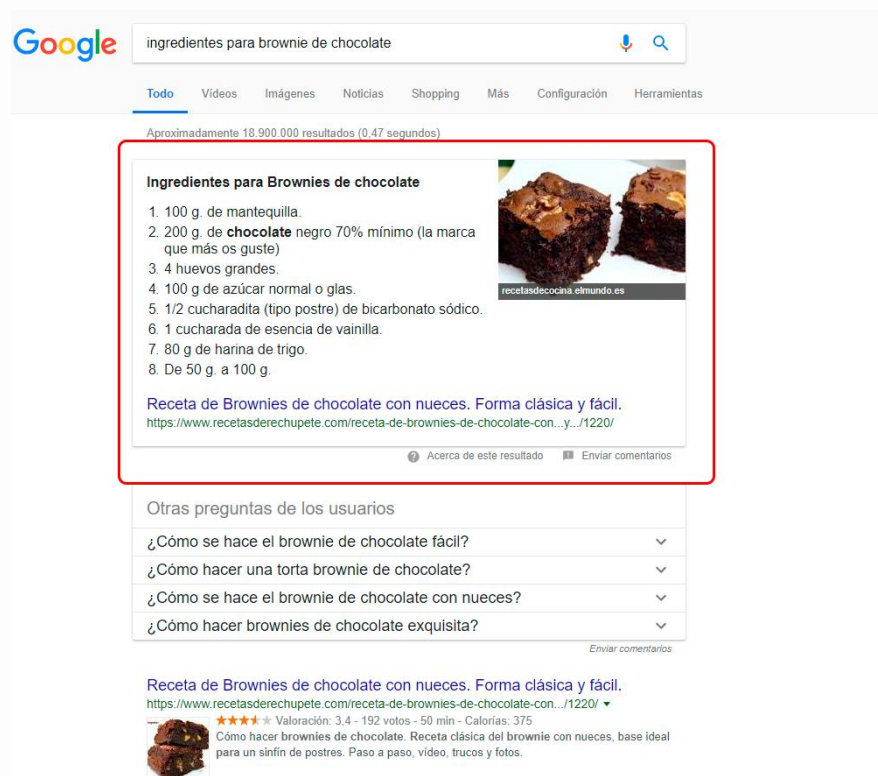 Google
ingredientes para brownie de chocolate
Todo Vídeos Imágenes Noticias Shopping Más Configuración Herramientas
Aproximadamente 18.900.000 resultados (0,47 segundos)
Ingredientes para Brownies de chocolate
1. 100 g. de mantequilla.
2. 200 g. de chocolate negro 70% mínimo (la marca
que más os guste)
3. 4 huevos grandes.
4. 100 g de azúcar normal o glas.
5. 1/2 cucharadita (tipo postre) de bicarbonato sódico.
6. 1 cucharada de esencia de vainilla.
7. 80 g de harina de trigo.
8. De 50 g. a 100 g.
recetasdecocina.elmundo.es
Receta de Brownies de chocolate con nueces. Forma clásica y fácil.
https://www.recetasderechupete.com/receta-de-brownies-de-chocolate-con...y.../1220/
Acerca de este resultado Enviar comentarios
Otras preguntas de los usuarios
¿Cómo se hace el brownie de chocolate fácil?
¿Cómo hacer una torta brownie de chocolate?
¿Cómo se hace el brownie de chocolate con nueces?
¿Cómo hacer brownies de chocolate exquisita?
Enviar comentarios
Receta de Brownies de chocolate con nueces. Forma clásica y fácil.
https://www.recetasderechupete.com/receta-de-brownies-de-chocolate-con.../1220/
Valoración: 3,4 - 192 votos - 50 min - Calorías: 375
Cómo hacer brownies de chocolate. Receta clásica del brownie con nueces, base ideal
para un sinfín de postres. Paso a paso, vídeo, trucos y fotos.